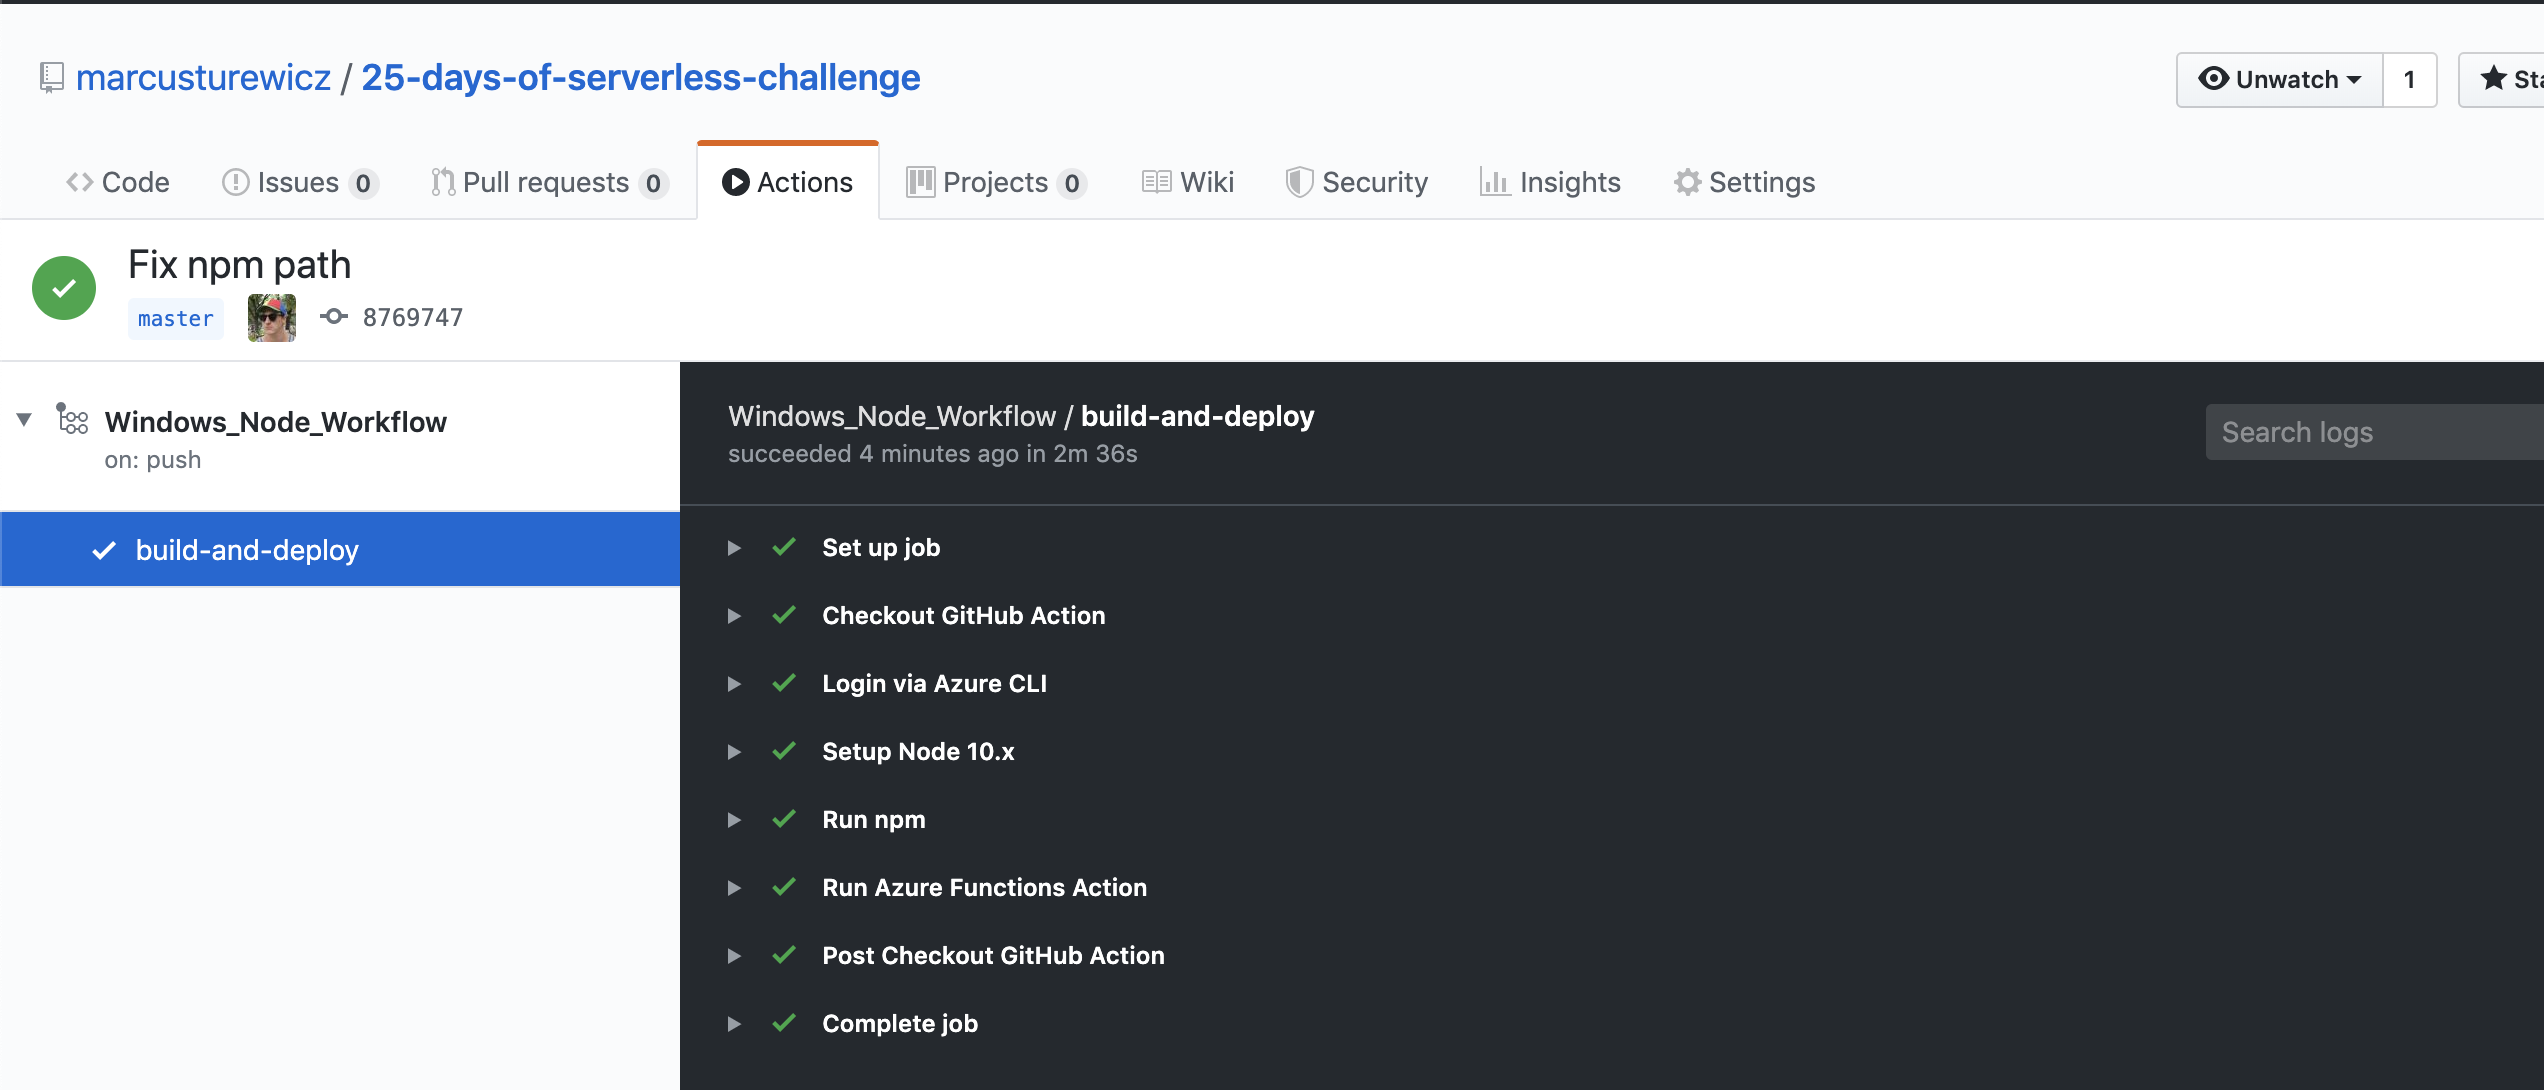 marcusturewicz / 25-days-of-serverless-challenge
Unwatch 1
Code Issues 0 Pull requests 0 Actions Projects 0 Wiki Security Insights Settings
Fix npm path
master 8769747
Windows_Node_Workflow
on: push
build-and-deploy
Windows_Node_Workflow / build-and-deploy
succeeded 4 minutes ago in 2m 36s
Search logs
Set up job
Checkout GitHub Action
Login via Azure CLI
Setup Node 10.x
Run npm
Run Azure Functions Action
Post Checkout GitHub Action
Complete job